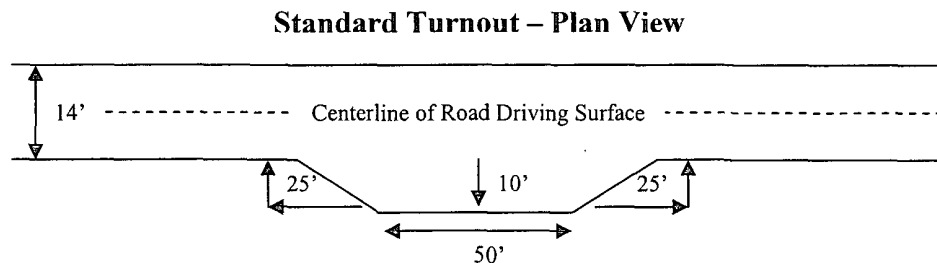 Standard Turnout – Plan View
14’
Centerline of Road Driving Surface
25’
10’
25’
50’